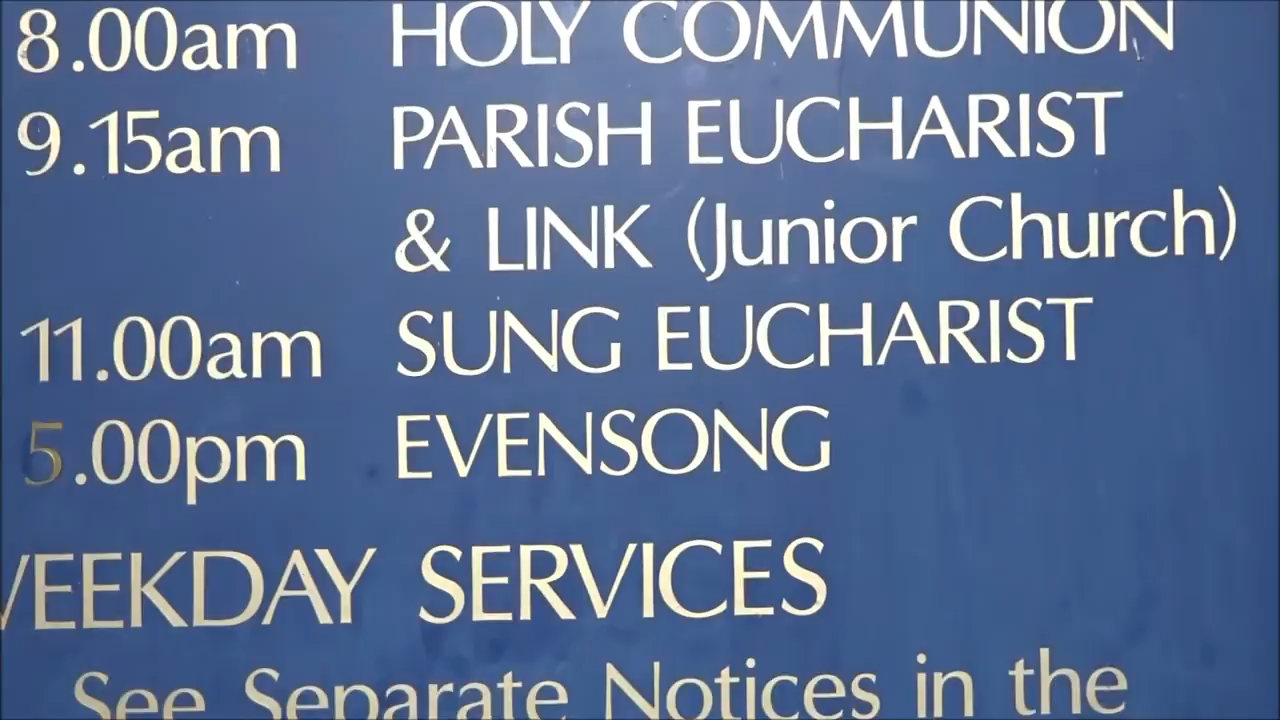 8.00am HOLY COMMUNION
9.15am PARISH EUCHARIST
& LINK (Junior Church)
11.00am SUNG EUCHARIST
5.00pm EVENSONG
WEEKDAY SERVICES
See Separate Notices in the